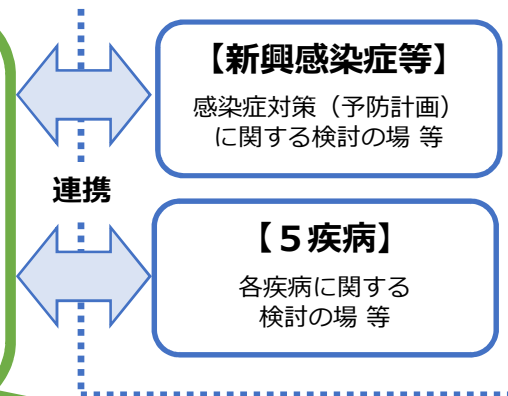 【新興感染症等】
感染症対策（予防計画）
に関する検討の場 等
連携
【５疾病】
各疾病に関する
検討の場 等